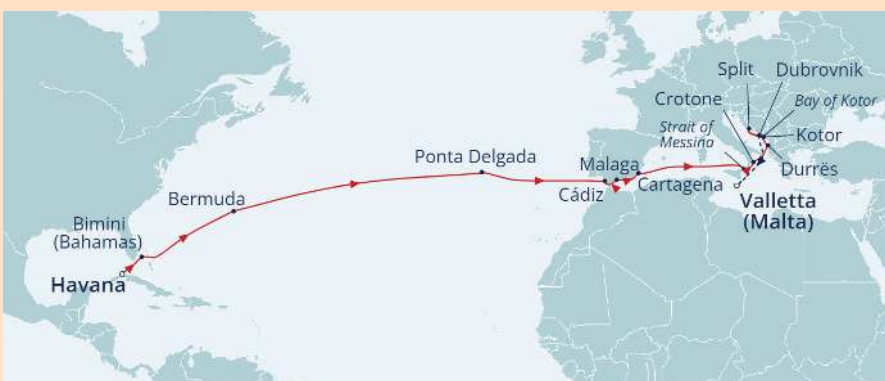 Split
Dubrovnik
Crotone
Bay of Kotor
Strait of
Messina
Kotor
Ponta Delgada
Malaga
Durrës
Cádiz
Cartagena
Bermuda
Valletta
(Malta)
Bimini
(Bahamas)
Havana